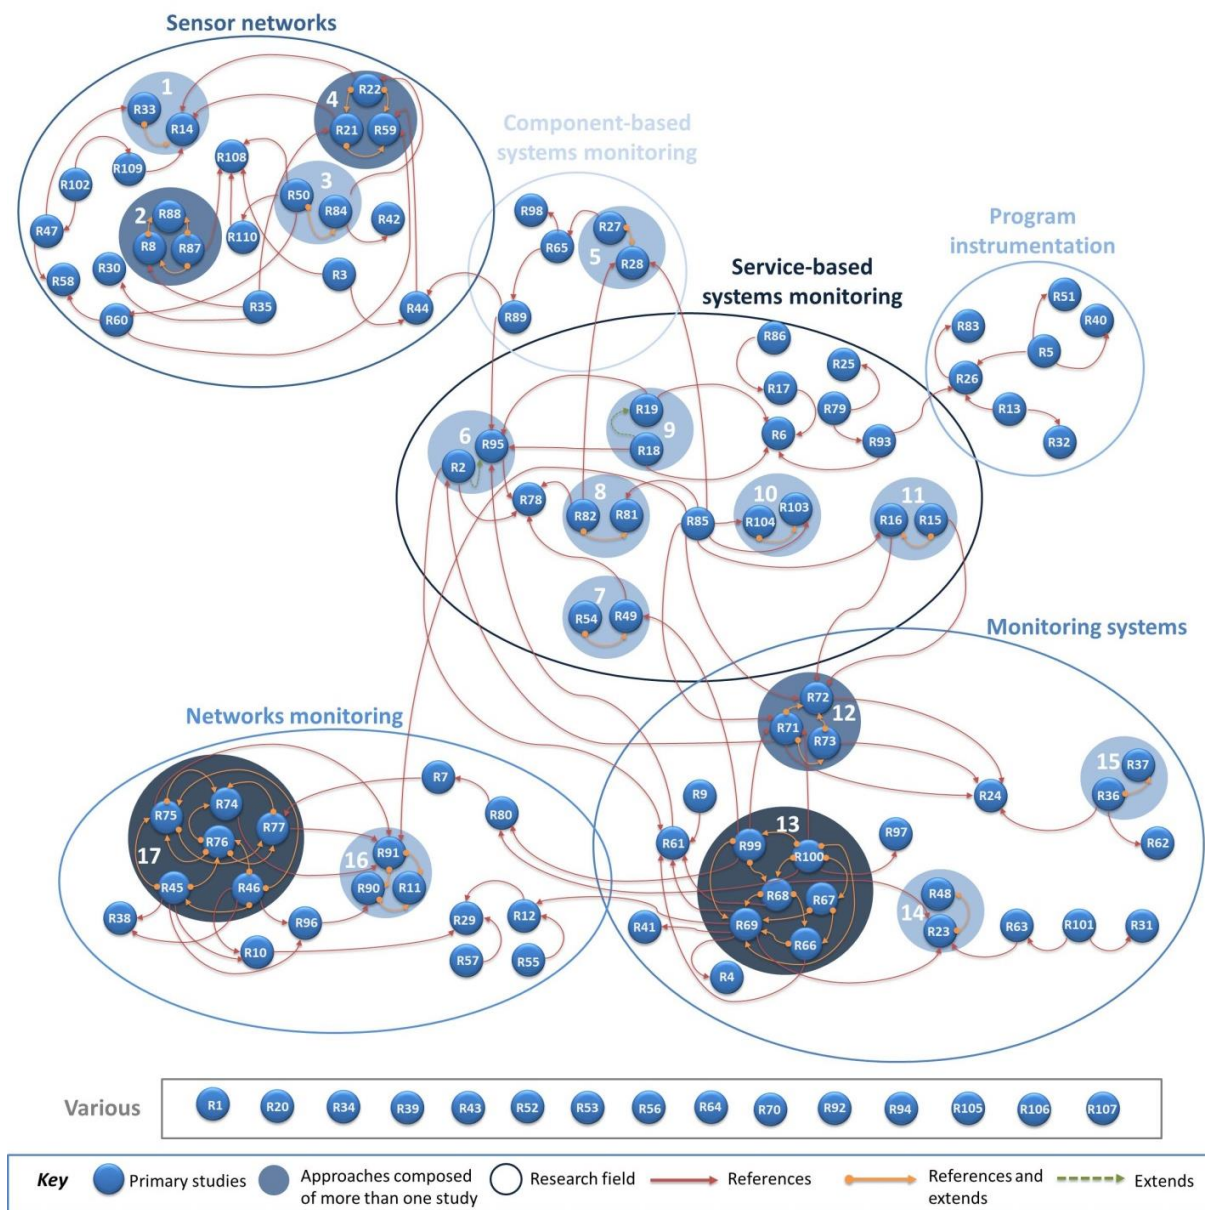 Sensor networks
1
R33
R14
4
R22
R21
R59
R109
R108
R102
3
R50
R84
R42
2
R88
R8
R87
R110
R47
R58
R30
R3
R35
R60
R44
Component-based
systems monitoring
R98
R65
R27
5
R28
R89
Program
instrumentation
R51
R83
R40
R5
R26
R13
R32
Service-based
systems monitoring
R86
R25
R17
R79
R6
R93
R19
9
R18
6
R95
R2
R78
8
R82
R81
R85
10
R104
R103
11
R16
R15
7
R54
R49
Monitoring systems
R72
R71
12
R73
15
R37
R36
R24
R62
R9
R61
13
R99
R100
R97
R68
R67
R69
R66
R41
R4
R48
14
R23
R63
R101
R31
Networks monitoring
R7
R80
R74
R75
R77
R76
17
R45
R46
R91
16
R90
R11
R38
R96
R10
R29
R12
R57
R55
Various
R1 R20 R34 R39 R43 R52 R53 R56 R64 R70 R92 R94 R105 R106 R107
Key Primary studies
Approaches composed
of more than one study
Research field
References
References and
extends
Extends